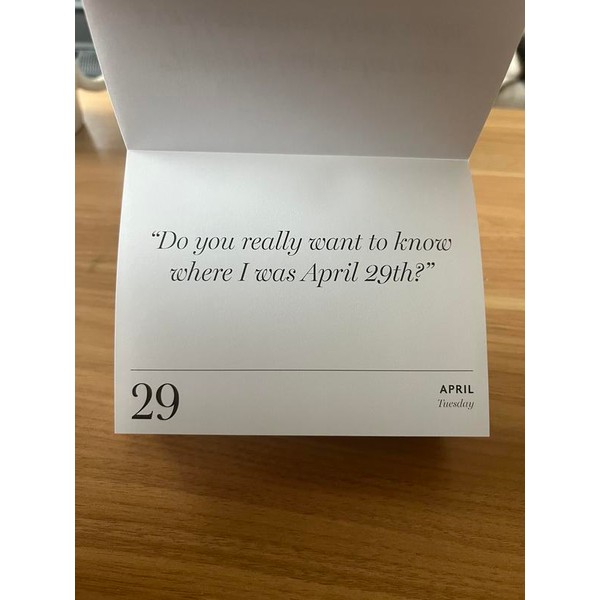 “Do you really want to know
where I was April 29th?”
29
APRIL
Tuesday